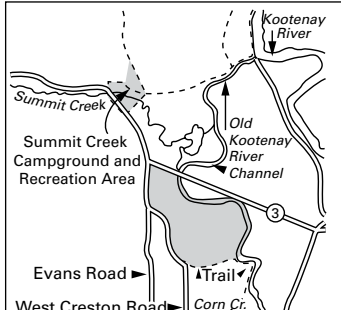 Kootenay
River
Summit Creek
Old
Kootenay
River
Channel
Summit Creek
Campground and
Recreation Area
3
Evans Road
Trail
West Creston Road
Corn Cr.